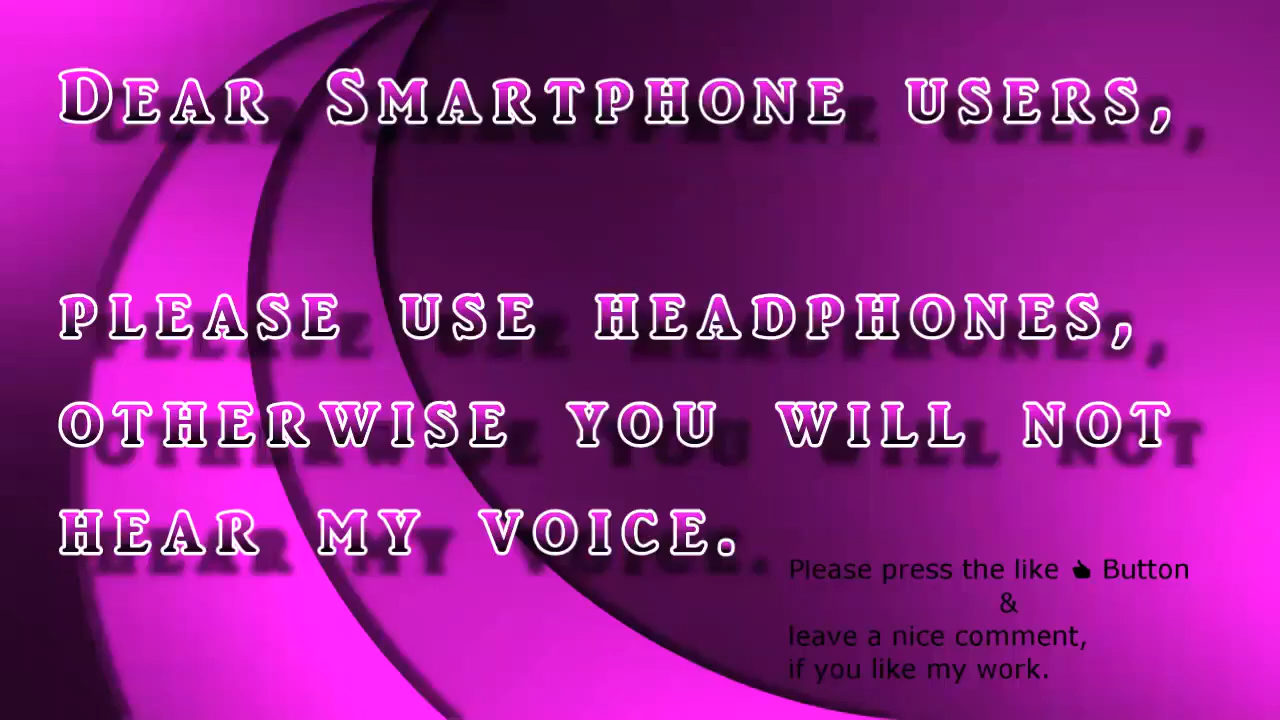 Dear Smartphone users,
please use headphones,
otherwise you will not
hear my voice.
Please press the like 👍 Button
&
leave a nice comment,
if you like my work.